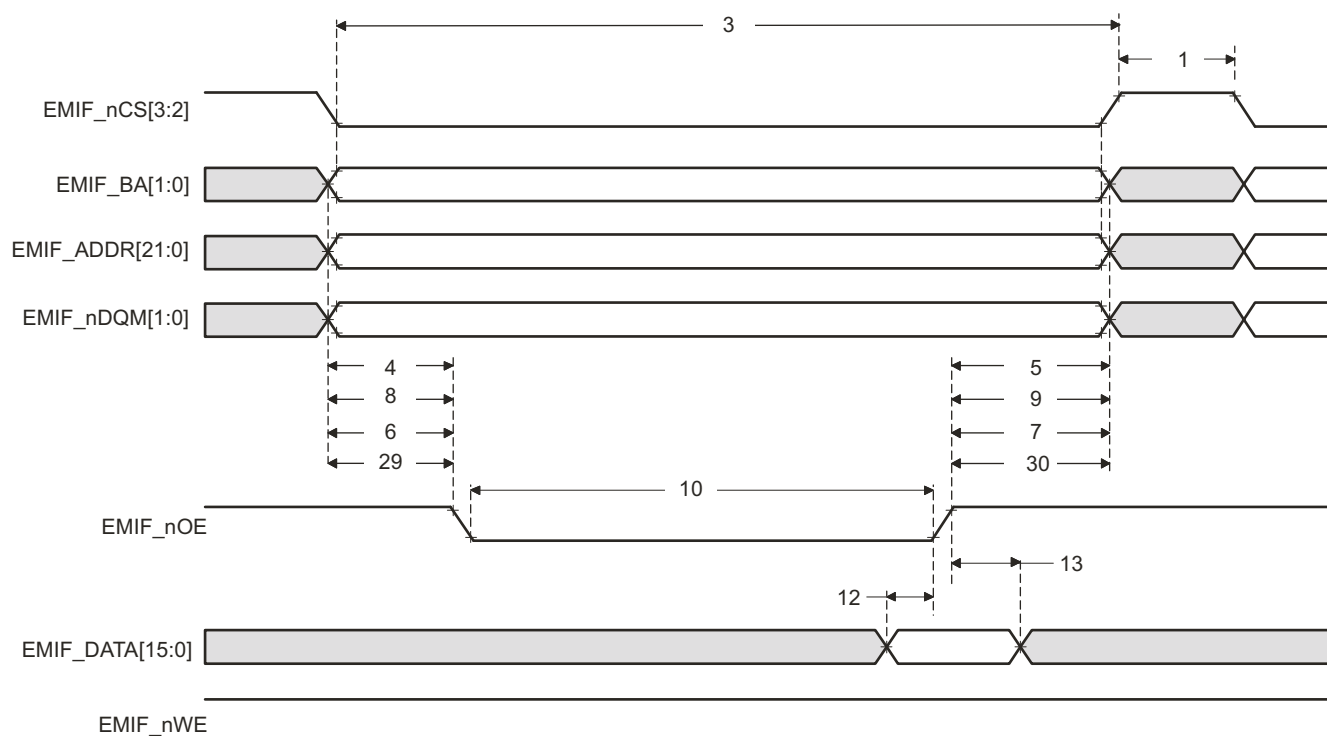 3
1
EMIF_nCS[3:2]
EMIF_BA[1:0]
EMIF_ADDR[21:0]
EMIF_nDQM[1:0]
4 5
8 9
6 7
29 30
10
EMIF_nOE
13
12
EMIF_DATA[15:0]
EMIF_nWE